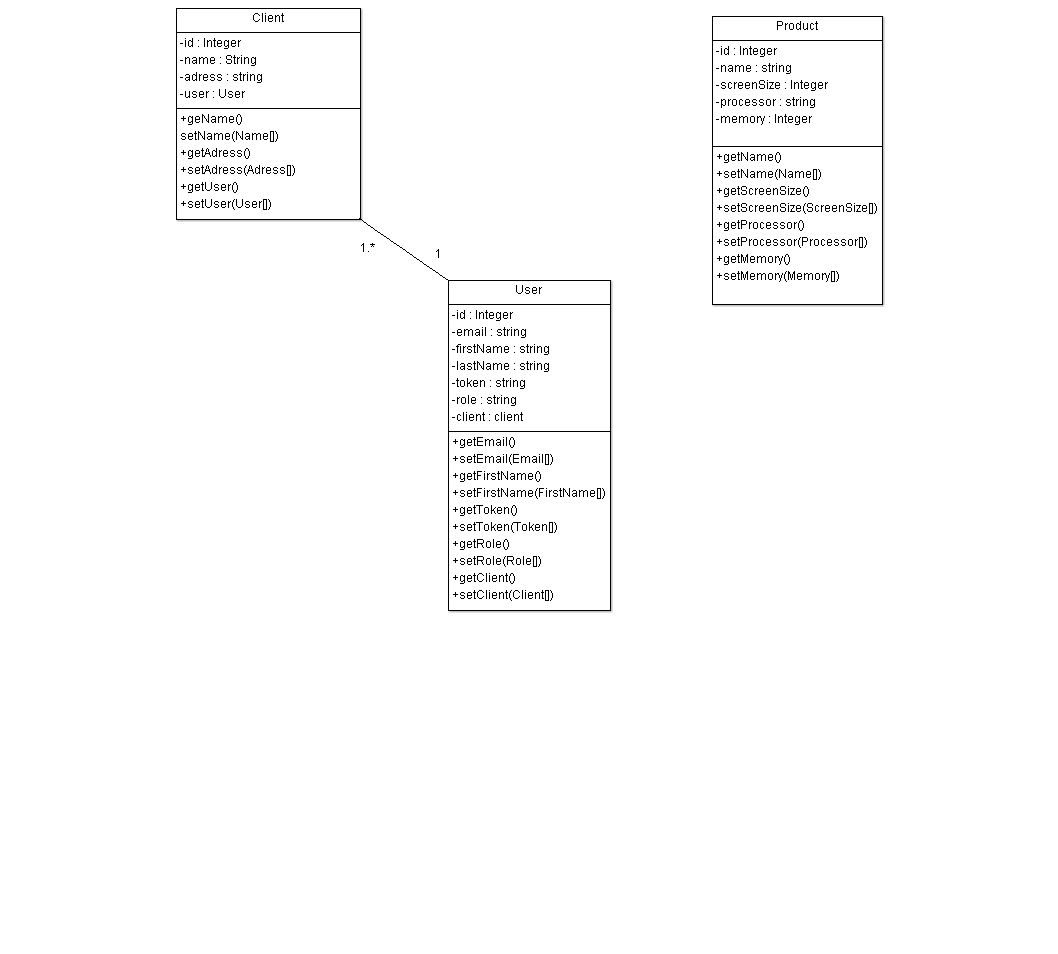 Client
-id : Integer
-name : String
-adress : string
-user : User
+geName()
setName(Name[])
+getAdress()
+setAdress(Adress[])
+getUser()
+setUser(User[])
1.*
1
User
-id : Integer
-email : string
-firstName : string
-lastName : string
-token : string
-role : string
-client : client
+getEmail()
+setEmail(Email[])
+getFirstName()
+setFirstName(FirstName[])
+getToken()
+setToken(Token[])
+getRole()
+setRole(Role[])
+getClient()
+setClient(Client[])
Product
-id : Integer
-name : string
-screenSize : Integer
-processor : string
-memory : Integer
+getName()
+setName(Name[])
+getScreenSize()
+setScreenSize(ScreenSize[])
+getProcessor()
+setProcessor(Processor[])
+getMemory()
+setMemory(Memory[])